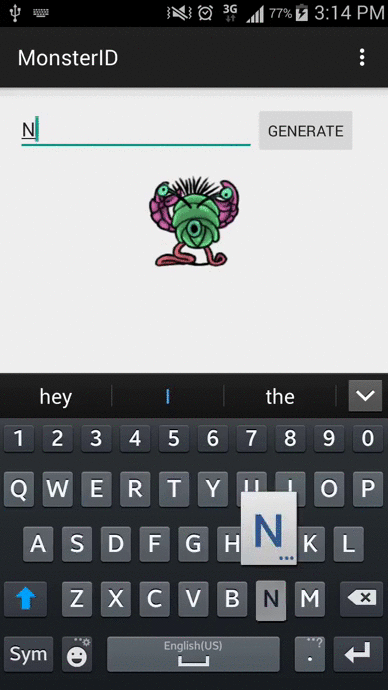 3G 77% 3:14 PM
MonsterID
N GENERATE
hey I the
1 2 3 4 5 6 7 8 9 0
Q W E R T Y U I O P
A S D F G H N K L
Z X C V B N M
Sym English(US) . ?